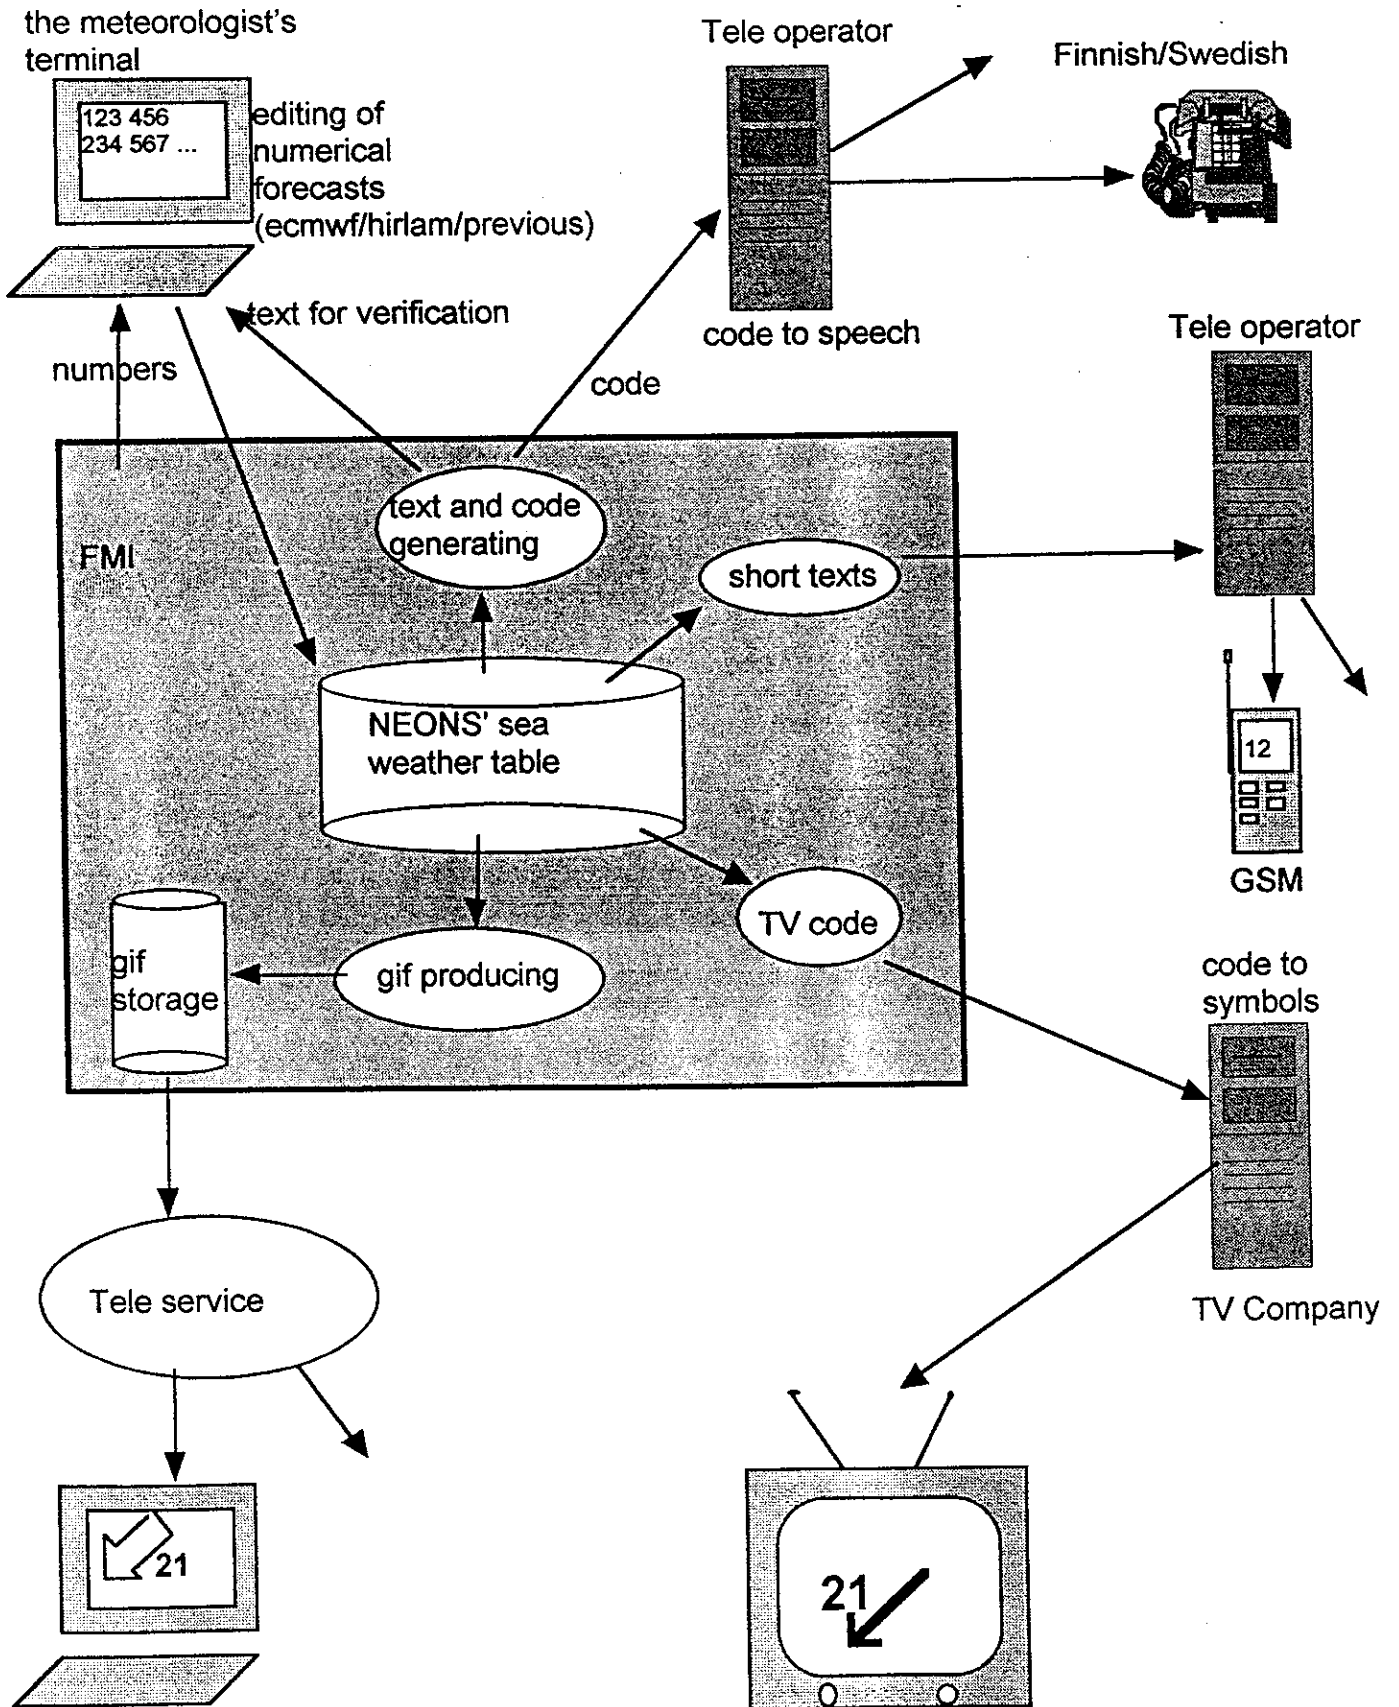 the meteorologist's
terminal
123 456
234 567 ...
editing of
numerical
forecasts
(ecmwf/hirlam/previous)
Tele operator
Finnish/Swedish
code to speech
text for verification
numbers
code
Tele operator
FMI
text and code
generating
short texts
NEONS' sea
weather table
12
GSM
TV code
gif
storage
gif producing
code to
symbols
Tele service
TV Company
21
21